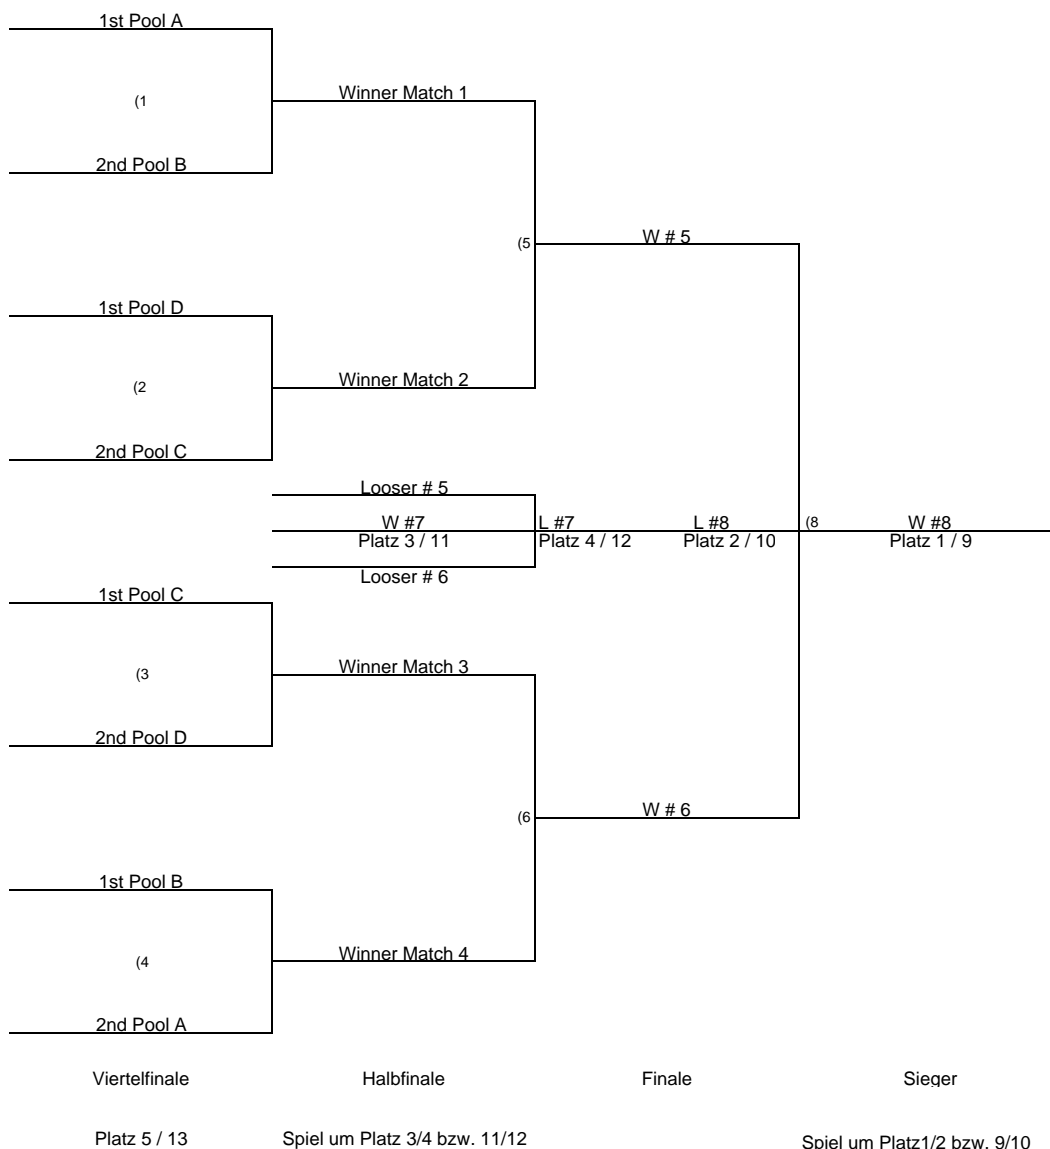 1st Pool A
(1
Winner Match 1
2nd Pool B
(5
W # 5
1st Pool D
(2
Winner Match 2
2nd Pool C
Looser # 5
W #7
L #7
L #8
(8
W #8
Platz 3 / 11
Platz 4 / 12
Platz 2 / 10
Platz 1 / 9
Looser # 6
1st Pool C
(3
Winner Match 3
2nd Pool D
(6
W # 6
1st Pool B
(4
Winner Match 4
2nd Pool A
Viertelfinale
Halbfinale
Finale
Sieger
Platz 5 / 13
Spiel um Platz 3/4 bzw. 11/12
Spiel um Platz1/2 bzw. 9/10